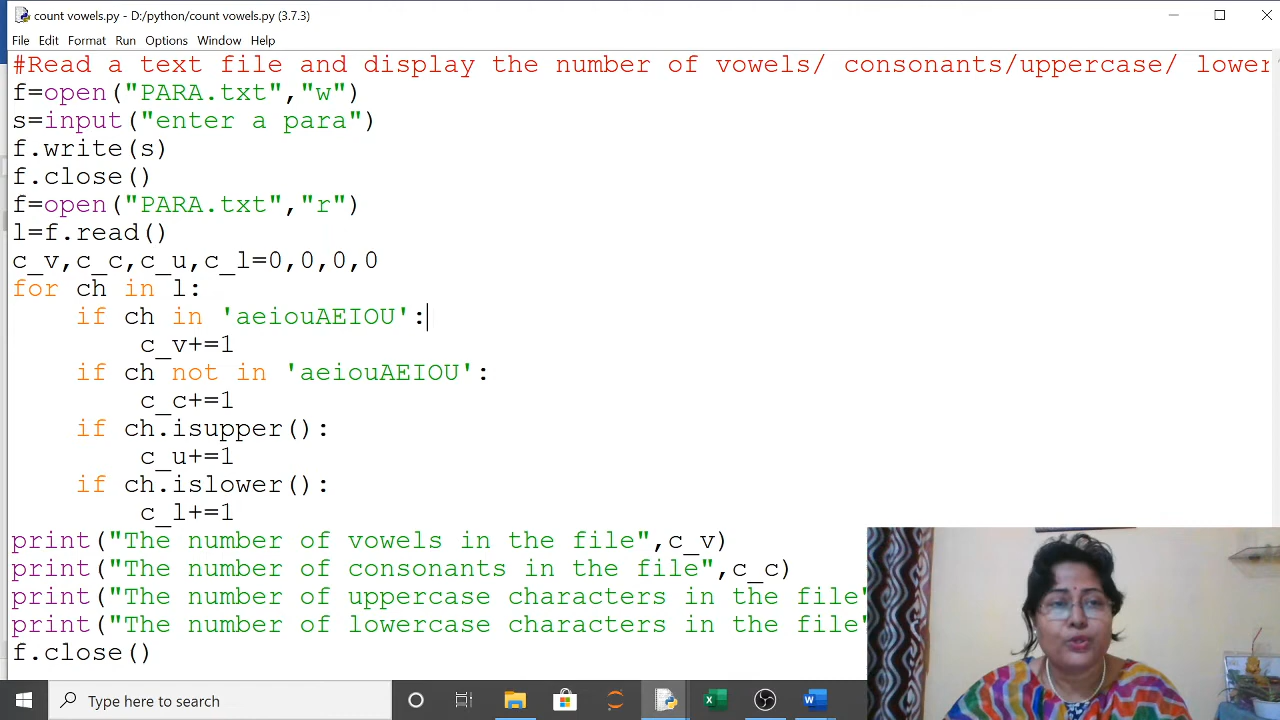 count vowels.py - D:/python/count vowels.py (3.7.3)
File Edit Format Run Options Window Help
#Read a text file and display the number of vowels/ consonants/uppercase/ lower
f=open("PARA.txt","w")
s=input("enter a para")
f.write(s)
f.close()
f=open("PARA.txt","r")
l=f.read()
c_v,c_c,c_u,c_l=0,0,0,0
for ch in l:
    if ch in 'aeiouAEIOU':
        c_v+=1
    if ch not in 'aeiouAEIOU':
        c_c+=1
    if ch.isupper():
        c_u+=1
    if ch.islower():
        c_l+=1
print("The number of vowels in the file",c_v)
print("The number of consonants in the file",c_c)
print("The number of uppercase characters in the file"
print("The number of lowercase characters in the file"
f.close()
Type here to search